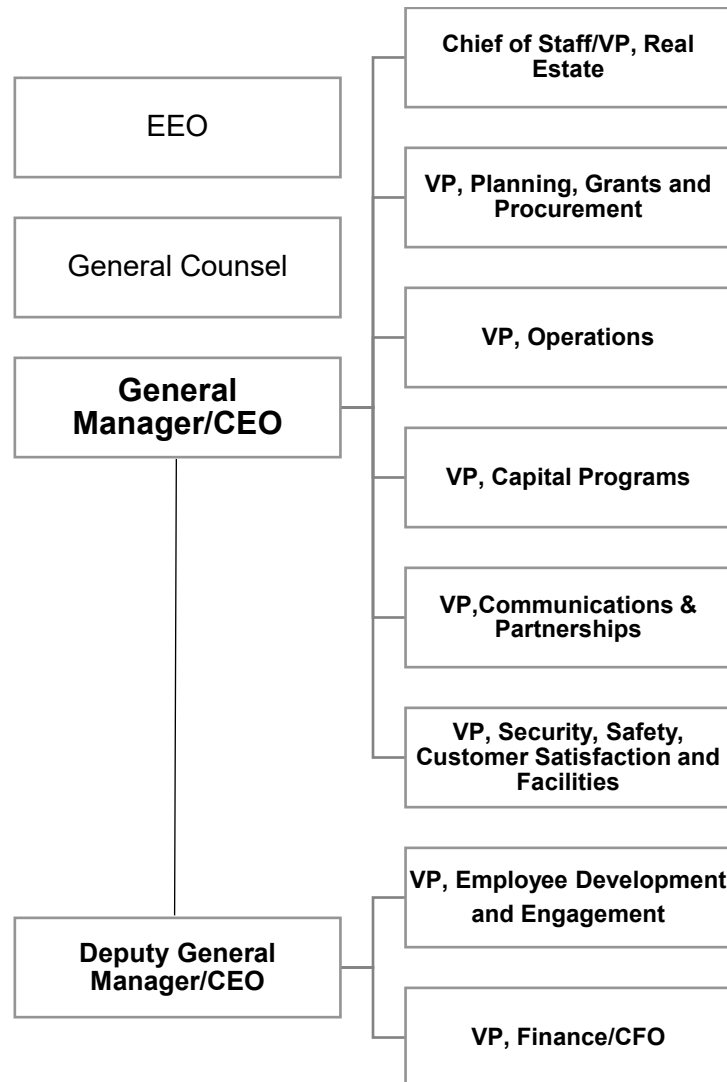 Chief of Staff/VP, Real
Estate
EEO
VP, Planning, Grants and
Procurement
General Counsel
VP, Operations
General
Manager/CEO
VP, Capital Programs
VP,Communications &
Partnerships
VP, Security, Safety,
Customer Satisfaction and
Facilities
VP, Employee Development
and Engagement
Deputy General
Manager/CEO
VP, Finance/CFO